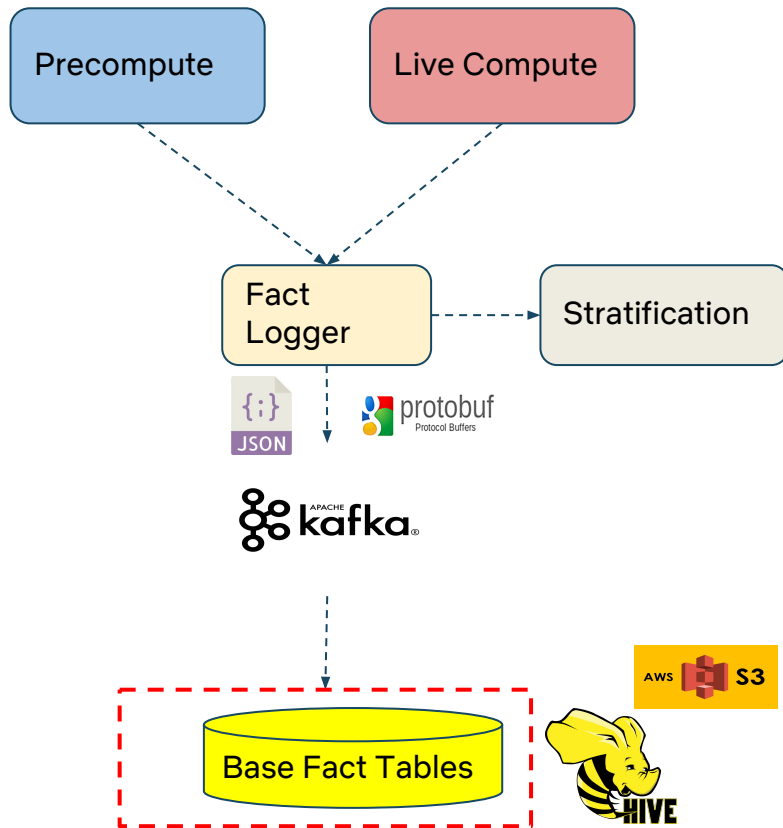 Precompute
Live Compute
Fact
Logger
Stratification
{;}
JSON
protobuf
Protocol Buffers
APACHE
kafka®
AWS S3
Base Fact Tables
HIVE